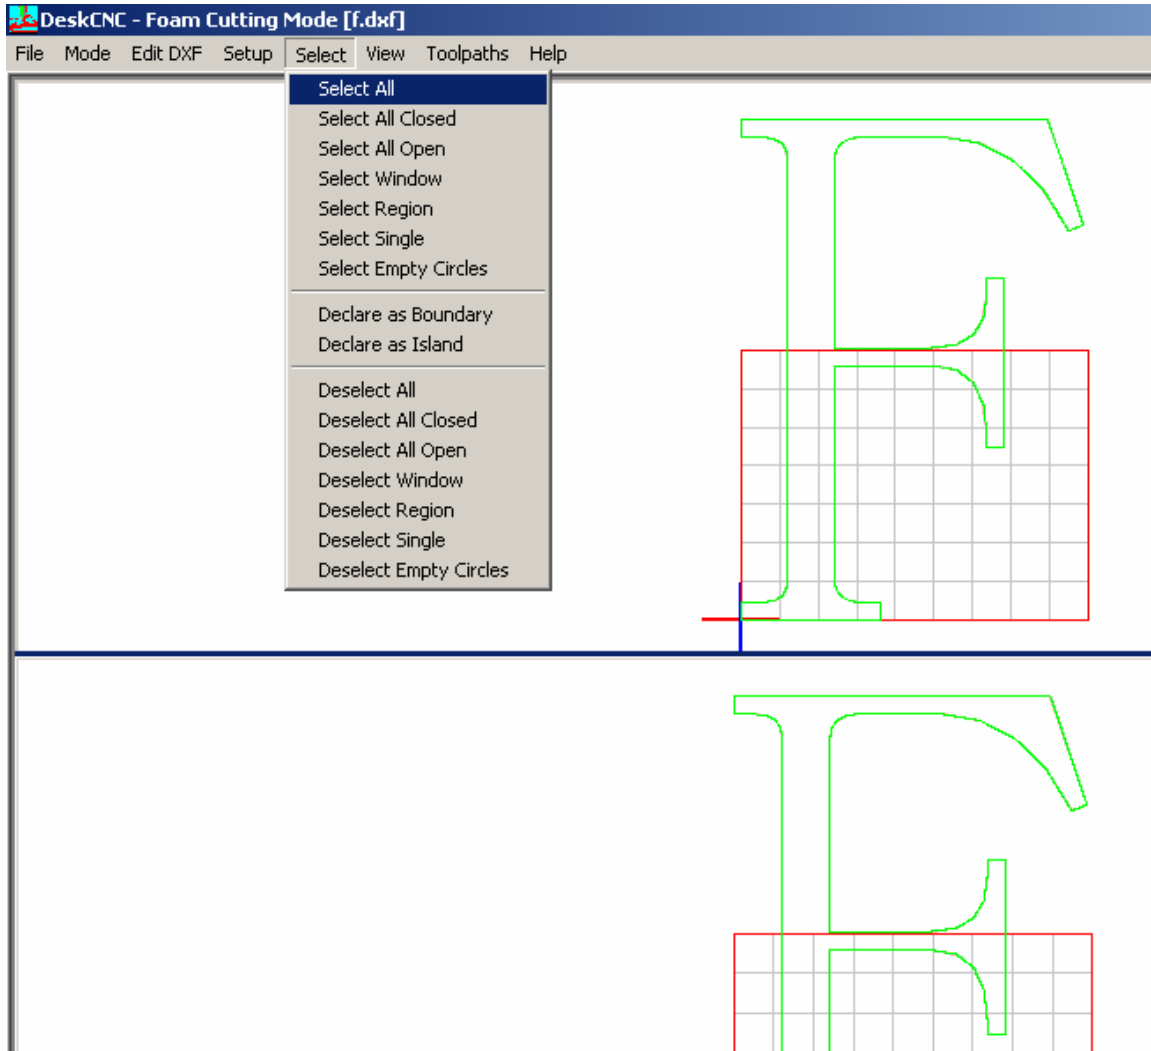 DeskCNC - Foam Cutting Mode [f.dxf]
File Mode Edit DXF Setup Select View Toolpaths Help
Select All
Select All Closed
Select All Open
Select Window
Select Region
Select Single
Select Empty Circles
Declare as Boundary
Declare as Island
Deselect All
Deselect All Closed
Deselect All Open
Deselect Window
Deselect Region
Deselect Single
Deselect Empty Circles
F
F